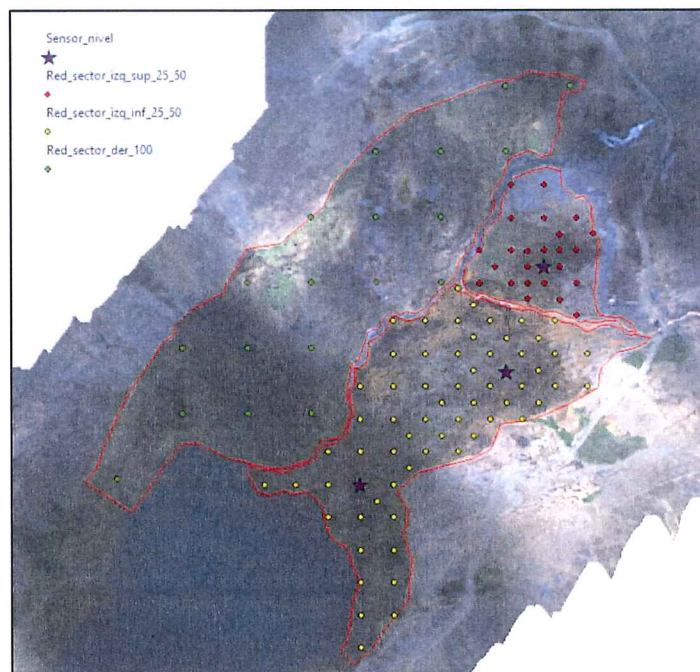 Sensor_nivel
Red_sector_izq_sup_25_50
Red_sector_izq_inf_25_50
Red_sector_der_100